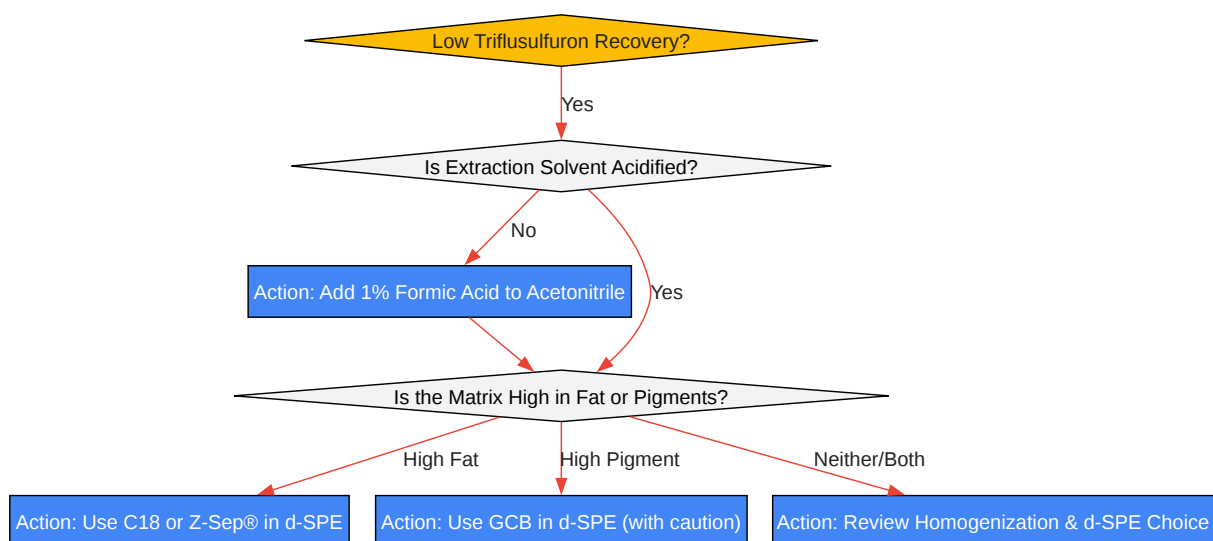 Low Triflusulfuron Recovery?
Yes
Is Extraction Solvent Acidified?
No
Action: Add 1% Formic Acid to Acetonitrile
Yes
Is the Matrix High in Fat or Pigments?
High Fat
High Pigment
Neither/Both
Action: Use C18 or Z-Sep® in d-SPE
Action: Use GCB in d-SPE (with caution)
Action: Review Homogenization & d-SPE Choice